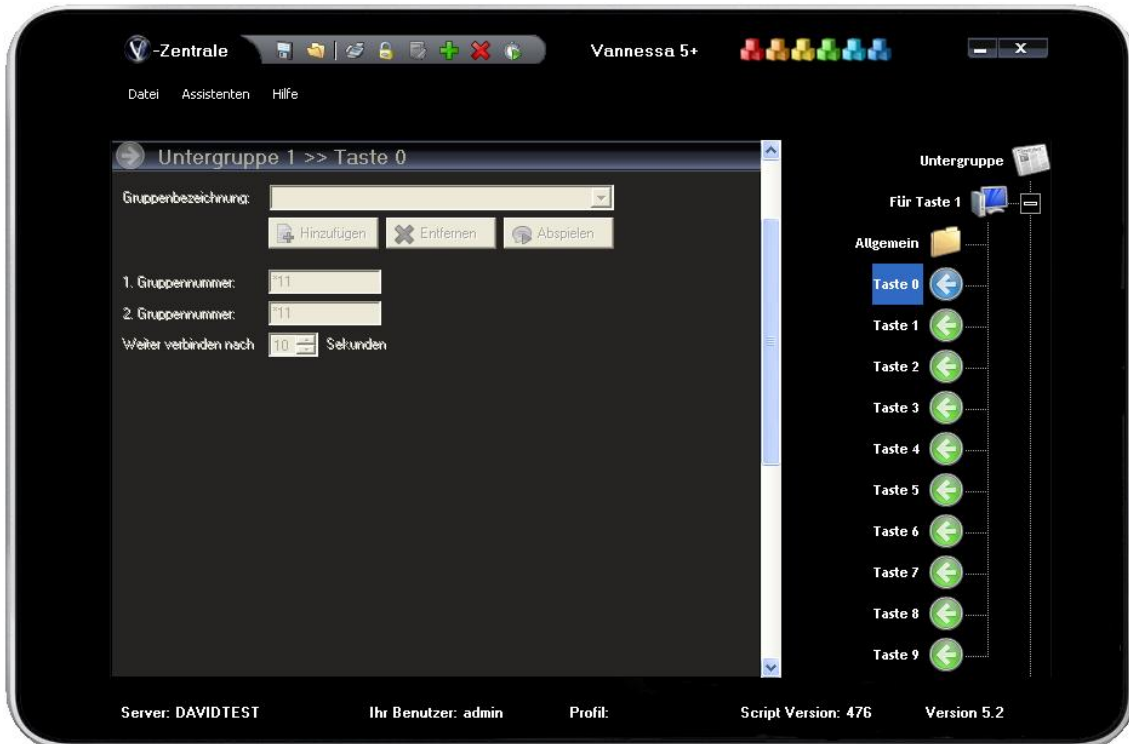 V-Zentrale
Vannessa 5+
x
Datei Assistenten Hilfe
Untergruppe 1 >> Taste 0
Gruppenbezeichnung:
Hinzufügen Entfernen Abspielen
1. Gruppennummer: *11
2. Gruppennummer: *11
Weiter verbinden nach 10 Sekunden
Untergruppe
Für Taste 1
Allgemein
Taste 0
Taste 1
Taste 2
Taste 3
Taste 4
Taste 5
Taste 6
Taste 7
Taste 8
Taste 9
Server: DAVIDTEST Ihr Benutzer: admin Profil: Script Version: 476 Version 5.2